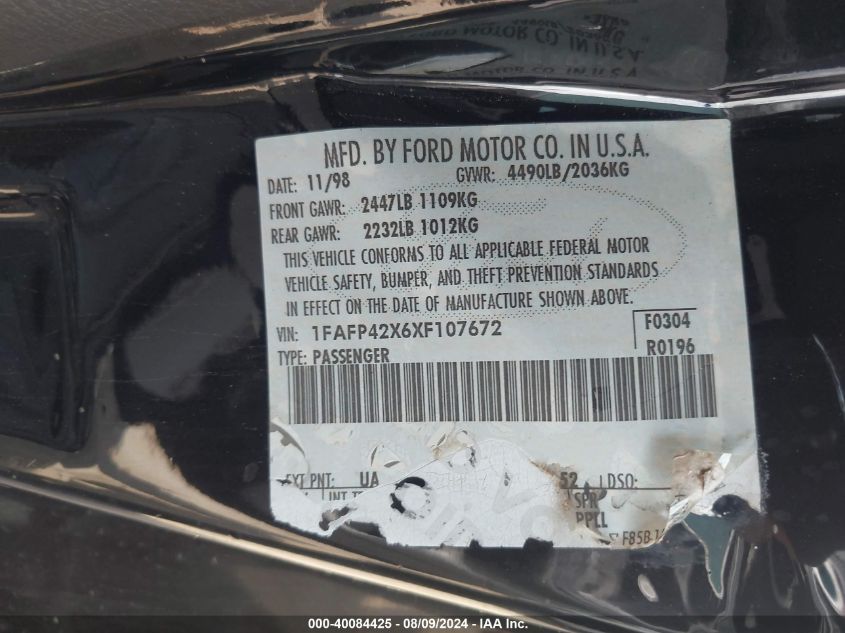 MFD. BY FORD MOTOR CO. IN U.S.A.
DATE: 11/98 GVWR: 4490LB/2036KG
FRONT GAWR: 2447LB 1109KG
REAR GAWR: 2232LB 1012KG
THIS VEHICLE CONFORMS TO ALL APPLICABLE FEDERAL MOTOR
VEHICLE SAFETY, BUMPER, AND THEFT PREVENTION STANDARDS
IN EFFECT ON THE DATE OF MANUFACTURE SHOWN ABOVE.
VIN: 1FAFP42X6XF107672 F0304
TYPE: PASSENGER R0196
EXT PNT: UA 52 DSO:
INT SPR
000-40084425 - 08/09/2024 - IAA Inc.